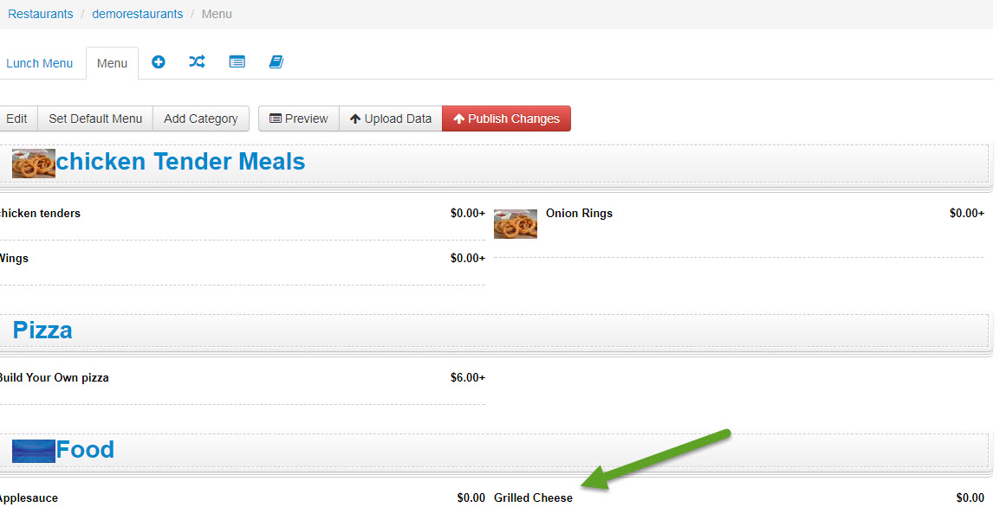 Restaurants / demorestaurants / Menu
Lunch Menu Menu
Edit Set Default Menu Add Category Preview Upload Data Publish Changes
chicken Tender Meals
chicken tenders $0.00+ Onion Rings $0.00+
Wings $0.00+
Pizza
Build Your Own pizza $6.00+
Food
Applesauce $0.00 Grilled Cheese $0.00